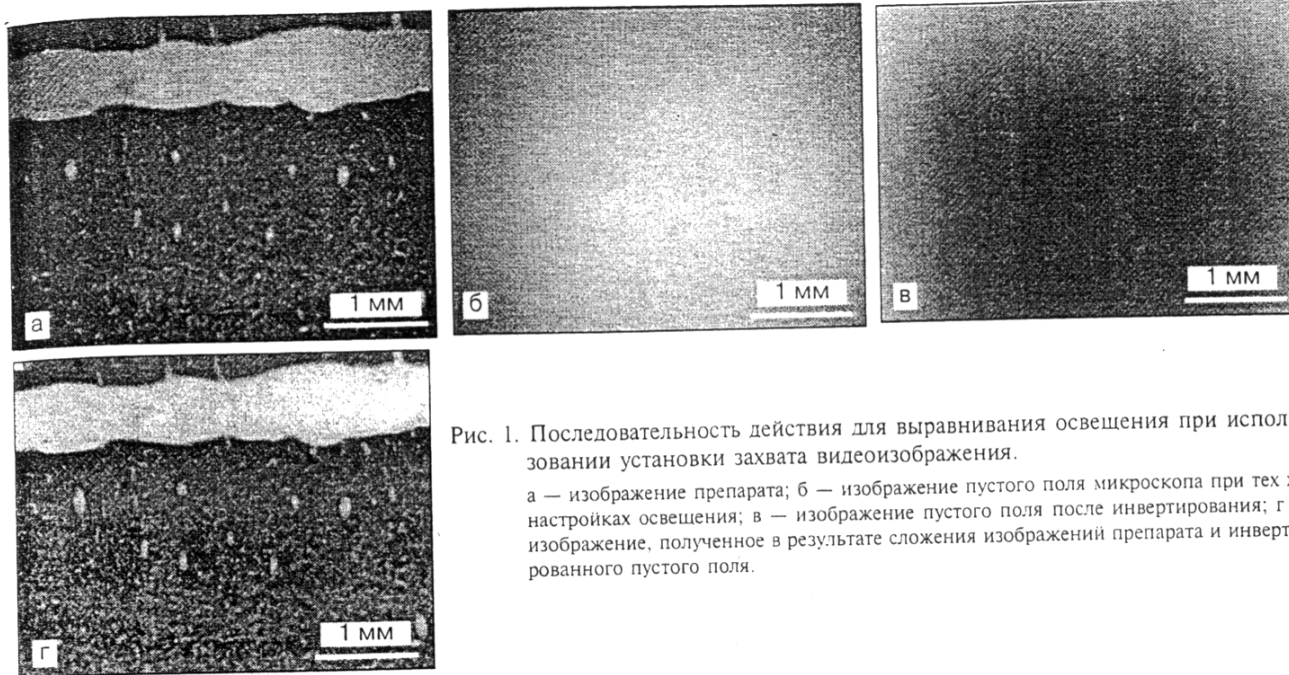 1 мм
а
1 мм
б
1 мм
в
1 мм
г
Рис. 1. Последовательность действия для выравнивания освещения при исполь-
зовании установки захвата видеоизображения.
а — изображение препарата; б — изображение пустого поля микроскопа при тех
настройках освещения; в — изображение пустого поля после инвертирования; г
изображение, полученное в результате сложения изображений препарата и инверт
рованного пустого поля.